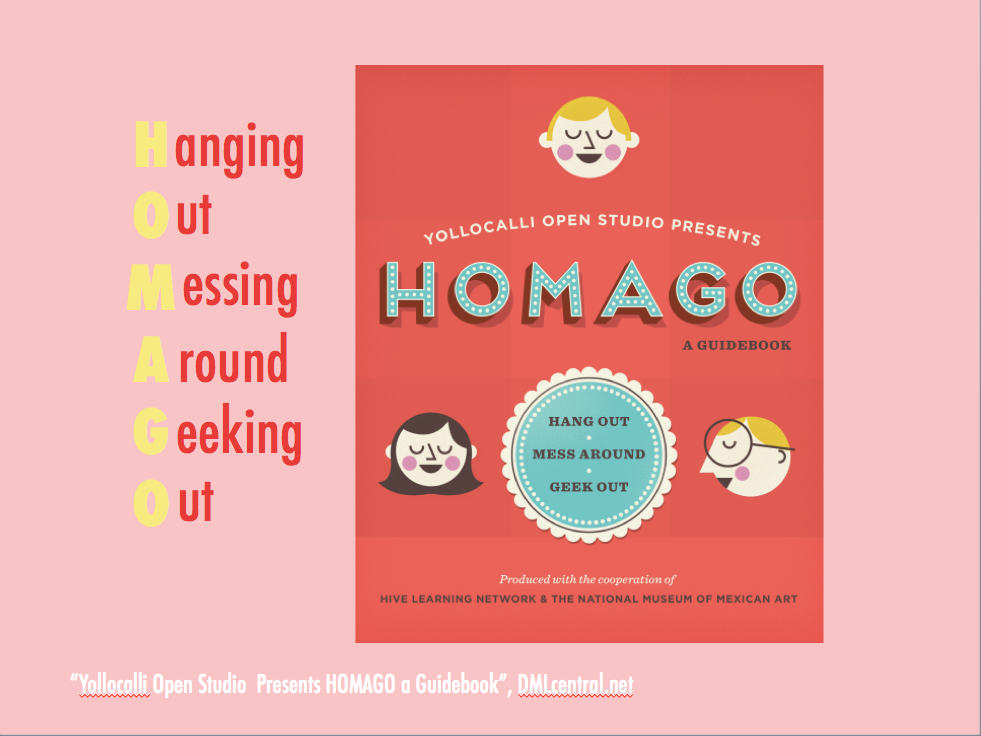 Hanging
Out
Messing
Around
Geeking
Out
YOLLOCALLI OPEN STUDIO PRESENTS
HOMAGO
A GUIDEBOOK
HANG OUT
MESS AROUND
GEEK OUT
Produced with the cooperation of
HIVE LEARNING NETWORK & THE NATIONAL MUSEUM OF MEXICAN ART
“Yollocalli Open Studio  Presents HOMAGO a Guidebook”, DMLcentral.net